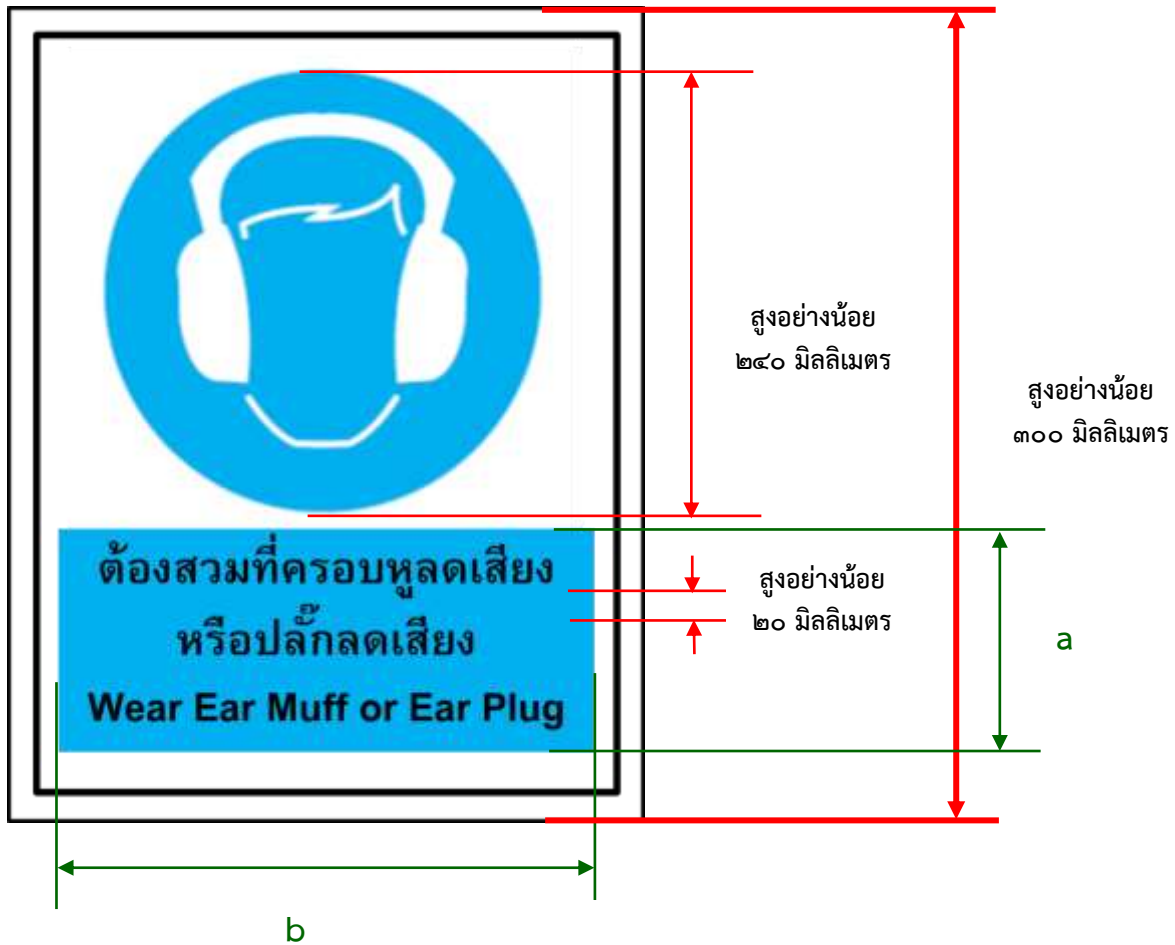 สูงอย่างน้อย
๒๔๐ มิลลิเมตร
สูงอย่างน้อย
๓๐๐ มิลลิเมตร
ต้องสวมที่ครอบหูลดเสียง
หรือปลั๊กลดเสียง
Wear Ear Muff or Ear Plug
สูงอย่างน้อย
๒๐ มิลลิเมตร
a
b